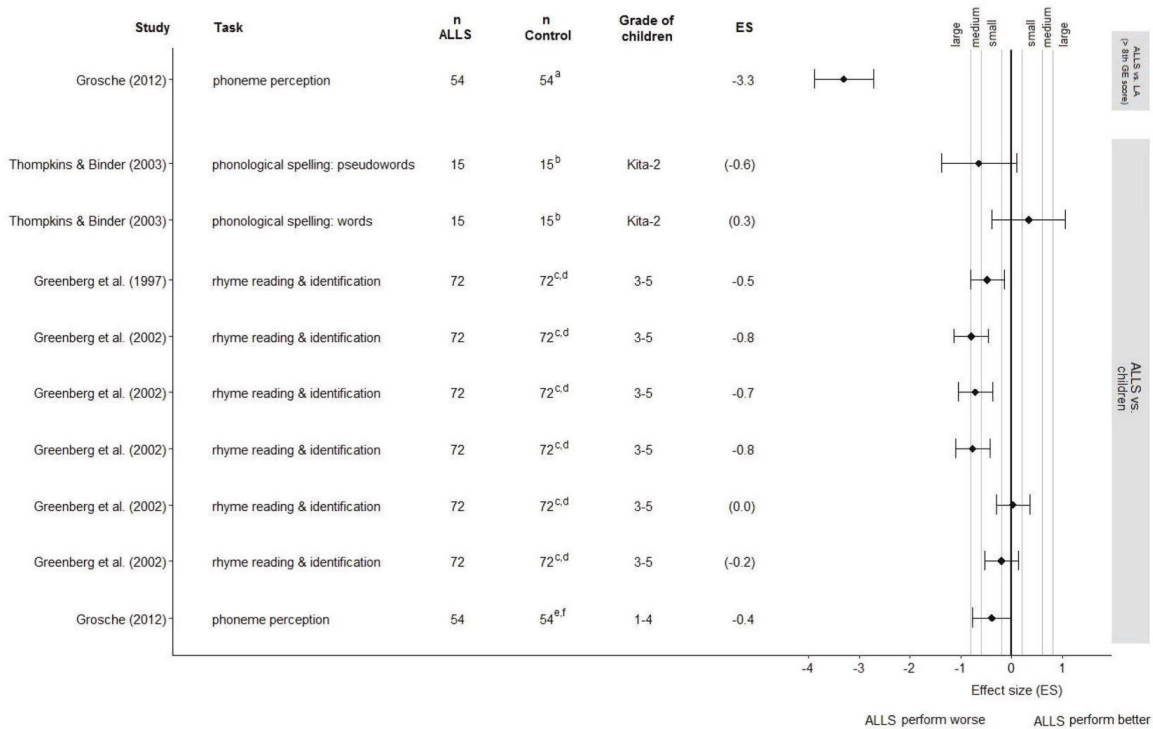 Study Task n ALLS n Control Grade of children ES large medium small small medium large
Grosche (2012) phoneme perception 54 54ᵃ -3.3
ALLS vs. LA (> 8th GE score)
Thompkins & Binder (2003) phonological spelling: pseudowords 15 15ᵇ Kita-2 (-0.6)
Thompkins & Binder (2003) phonological spelling: words 15 15ᵇ Kita-2 (0.3)
Greenberg et al. (1997) rhyme reading & identification 72 72ᶜ,ᵈ 3-5 -0.5
Greenberg et al. (2002) rhyme reading & identification 72 72ᶜ,ᵈ 3-5 -0.8
Greenberg et al. (2002) rhyme reading & identification 72 72ᶜ,ᵈ 3-5 -0.7
Greenberg et al. (2002) rhyme reading & identification 72 72ᶜ,ᵈ 3-5 -0.8
Greenberg et al. (2002) rhyme reading & identification 72 72ᶜ,ᵈ 3-5 (0.0)
Greenberg et al. (2002) rhyme reading & identification 72 72ᶜ,ᵈ 3-5 (-0.2)
Grosche (2012) phoneme perception 54 54ᵉ,ᶠ 1-4 -0.4
ALLS vs.
children
-4 -3 -2 -1 0 1
Effect size (ES)
ALLS perform worse ALLS perform better